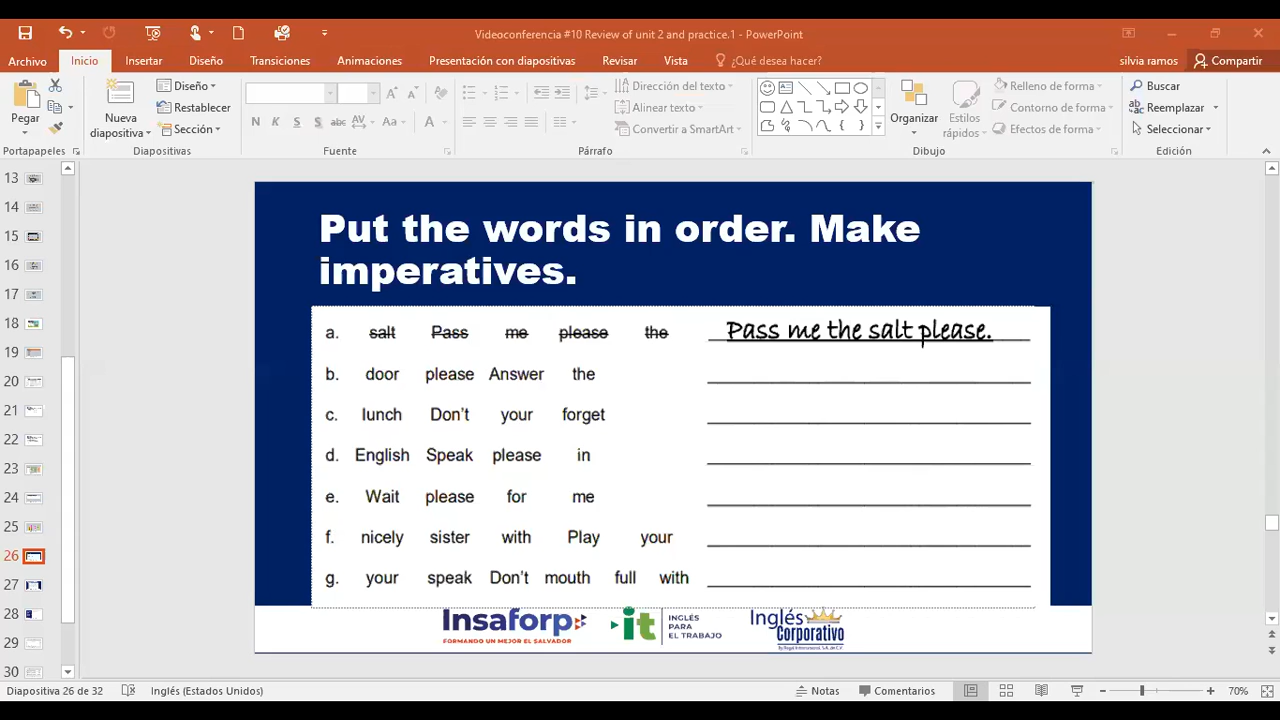 Videoconferencia #10 Review of unit 2 and practice.1 - PowerPoint
Archivo Inicio Insertar Diseño Transiciones Animaciones Presentación con diapositivas Revisar Vista ¿Qué desea hacer? silvia ramos Compartir
Pegar
Nueva diapositiva
Diseño
Restablecer
Sección
N K S S abc AV Aa A
Dirección del texto
Alinear texto
Convertir a SmartArt
Organizar
Estilos rápidos
Relleno de forma
Contorno de forma
Efectos de forma
Buscar
Reemplazar
Seleccionar
Portapapeles Diapositivas Fuente Párrafo Dibujo Edición
13
14
15
16
17
18
19
20
21
22
23
24
25
26
27
28
29
30
Put the words in order. Make
imperatives.
a. salt Pass me please the Pass me the salt please.
b. door please Answer the
c. lunch Don't your forget
d. English Speak please in
e. Wait please for me
f. nicely sister with Play your
g. your speak Don't mouth full with
Insaforp
FORMANDO UN MEJOR EL SALVADOR
it INGLÉS PARA EL TRABAJO
Inglés Corporativo
Diapositiva 26 de 32 Inglés (Estados Unidos) Notas Comentarios 70%